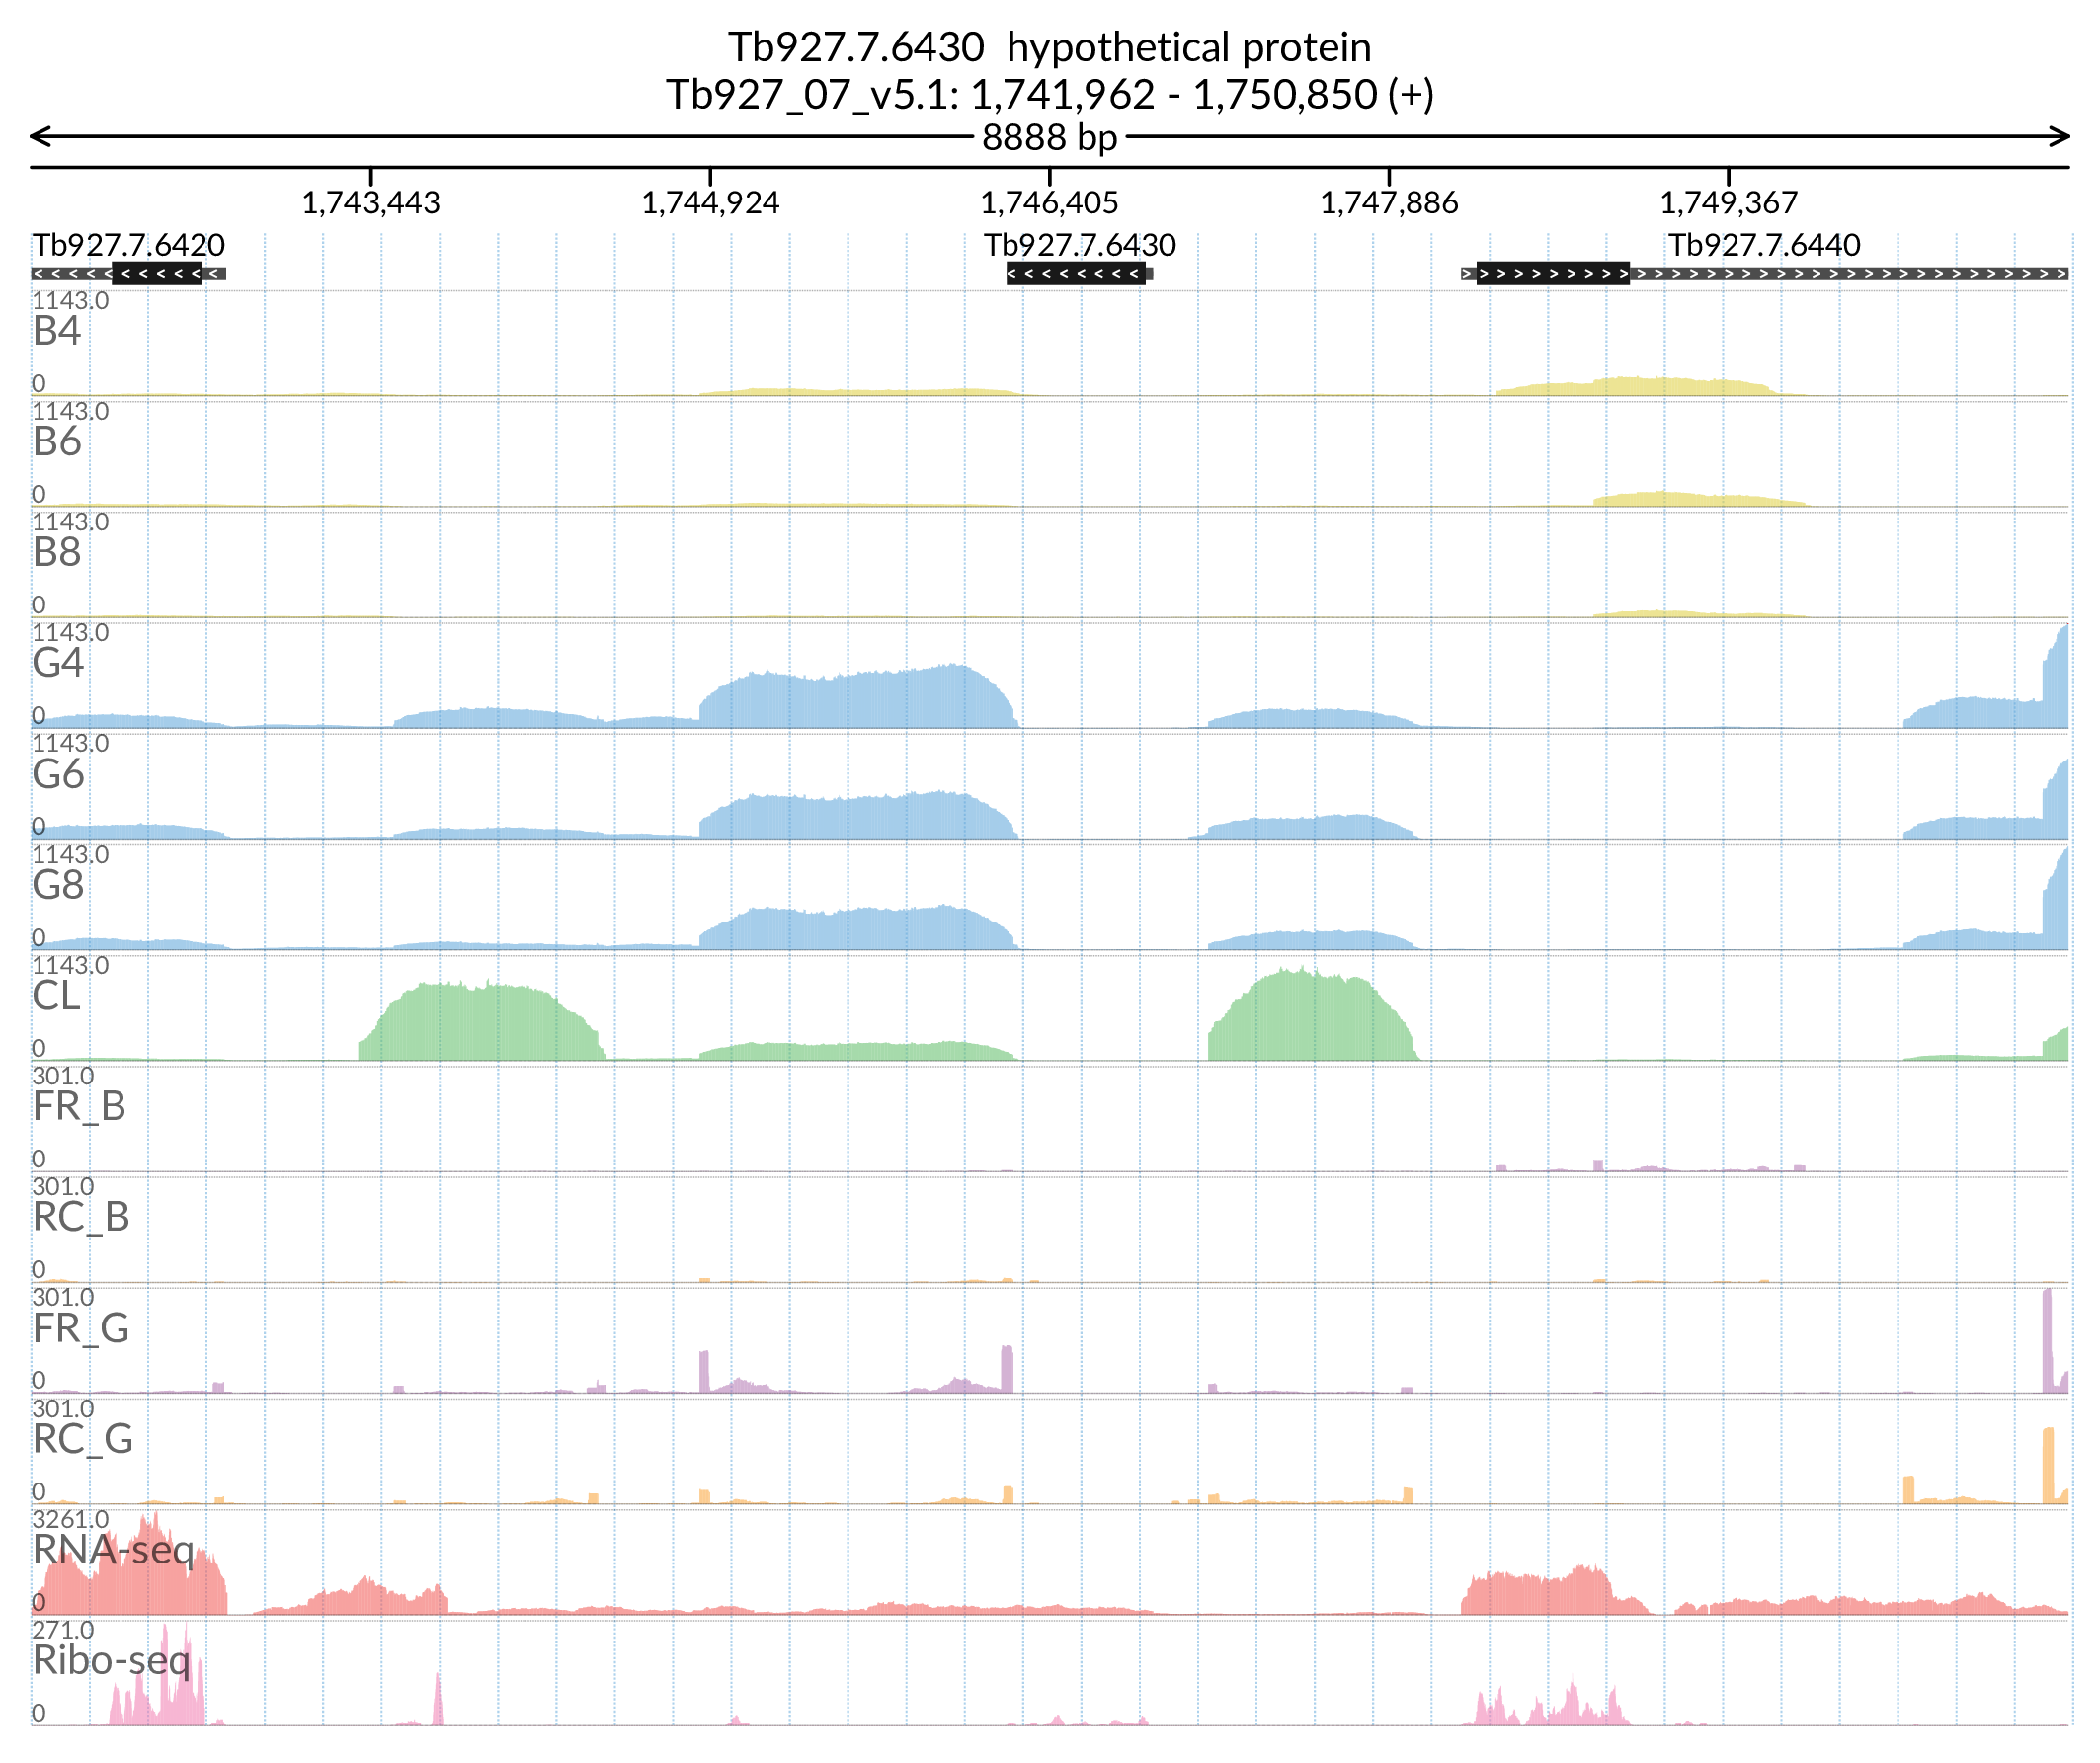 Tb927.7.6430 hypothetical protein
Tb927_07_v5.1: 1,741,962 - 1,750,850 (+)
8888 bp
1,743,443 1,744,924 1,746,405 1,747,886 1,749,367
Tb927.7.6420 Tb927.7.6430 Tb927.7.6440
1143.0
B4
0
1143.0
B6
0
1143.0
B8
0
1143.0
G4
0
1143.0
G6
0
1143.0
G8
0
1143.0
CL
0
301.0
FR_B
0
301.0
RC_B
0
301.0
FR_G
0
301.0
RC_G
0
3261.0
RNA-seq
0
271.0
Ribo-seq
0